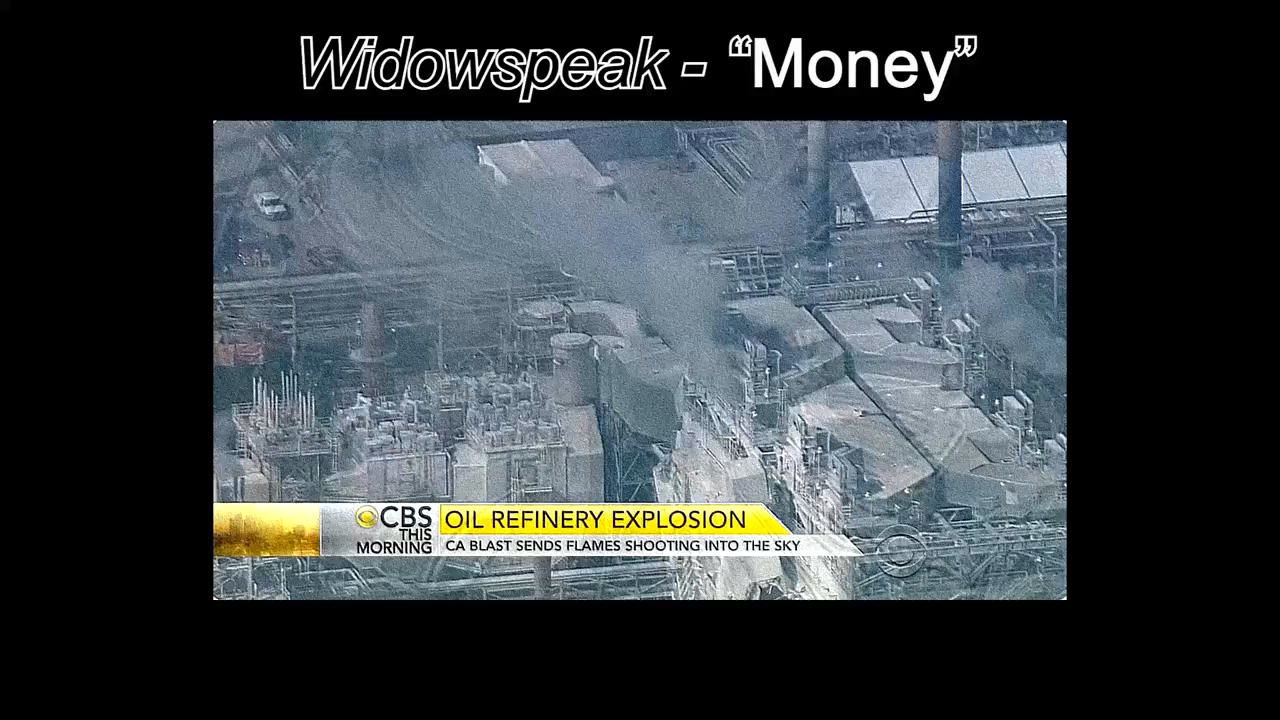 Widowspeak - “Money”
CBS THIS MORNING
OIL REFINERY EXPLOSION
CA BLAST SENDS FLAMES SHOOTING INTO THE SKY